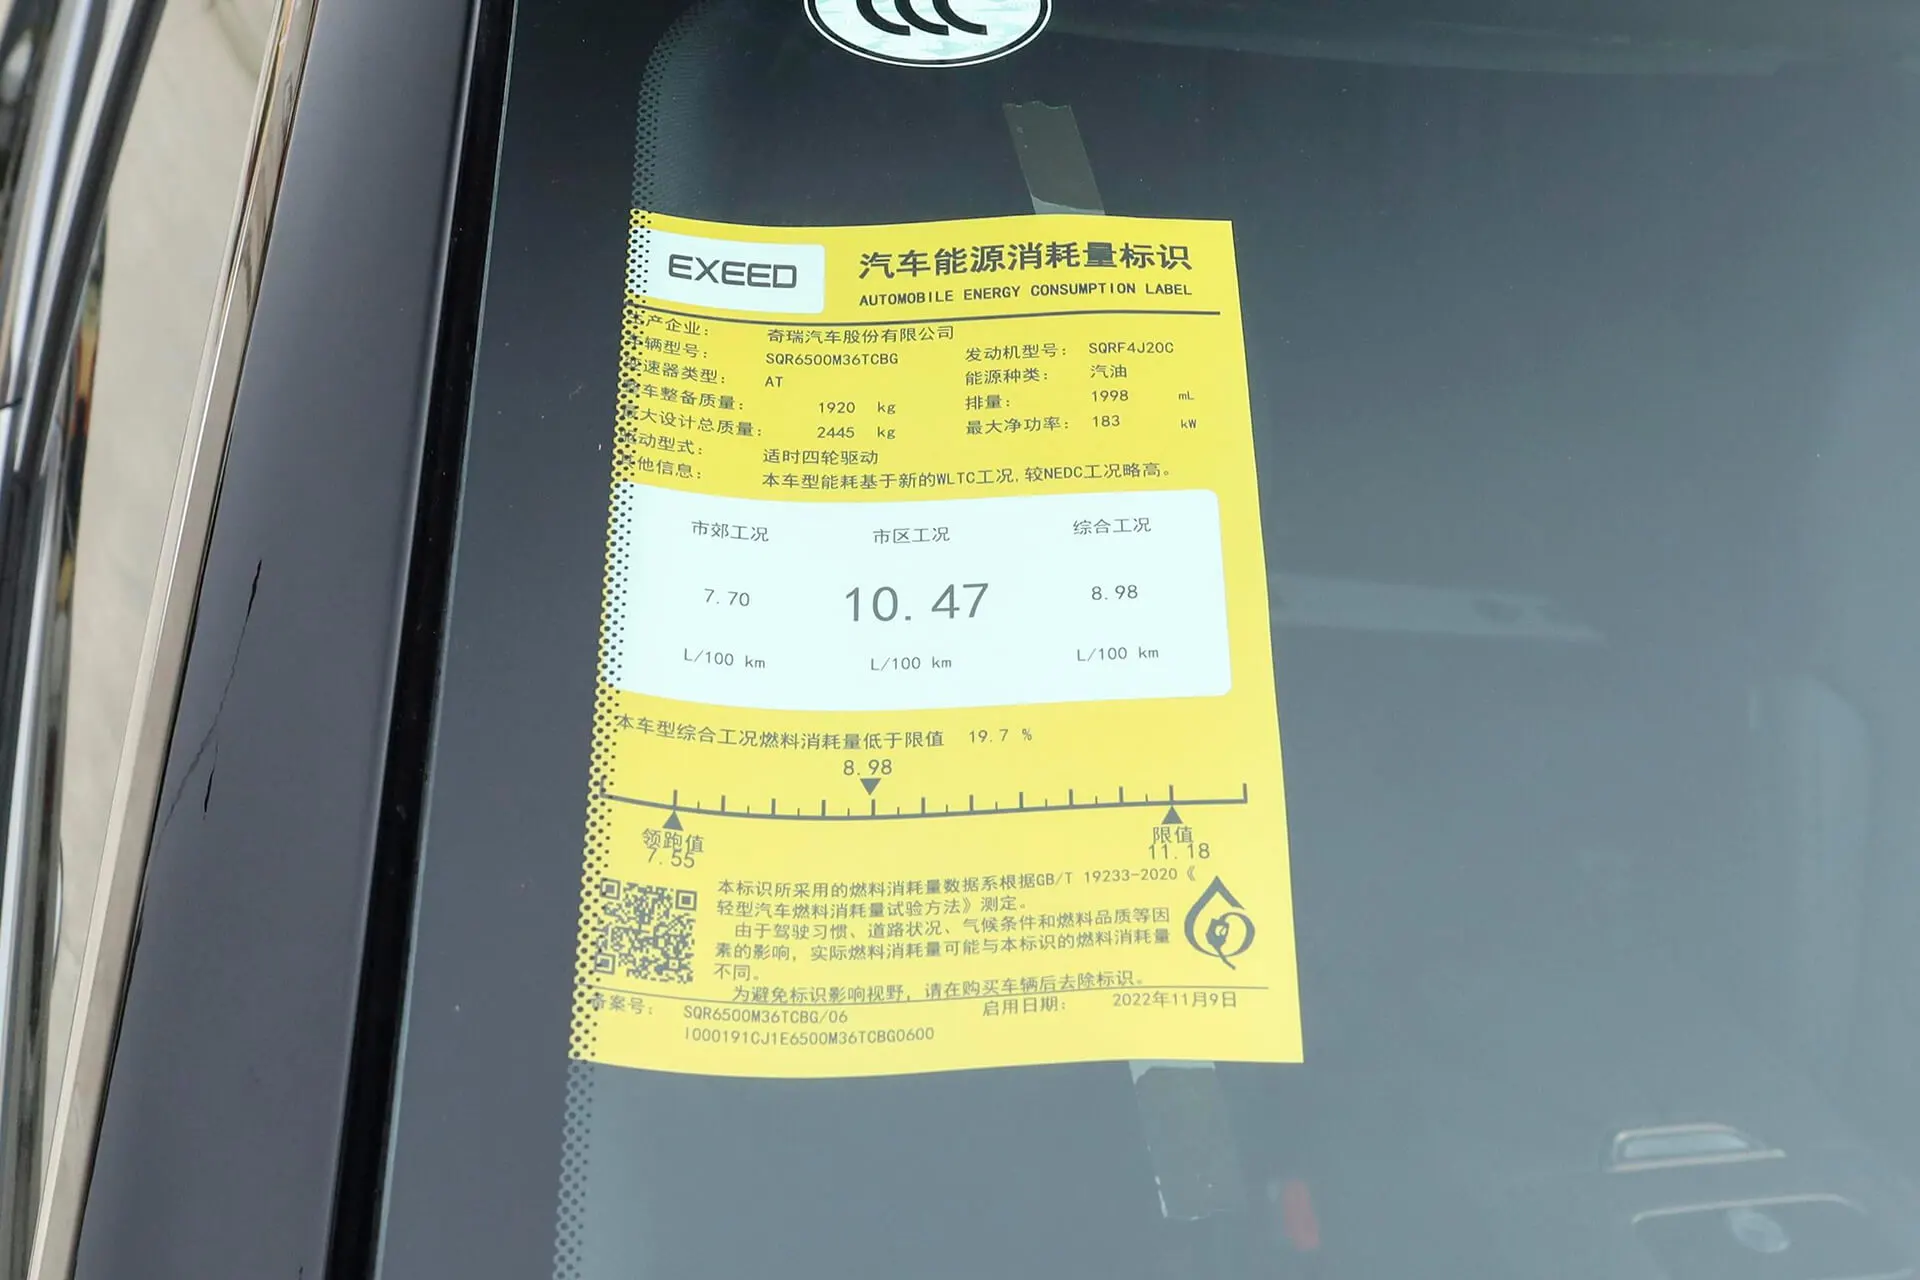 CCC
EXEED
汽车能源消耗量标识
AUTOMOBILE ENERGY CONSUMPTION LABEL
生产企业： 奇瑞汽车股份有限公司
车辆型号： SQR6500M36TCBG 发动机型号： SQRF4J20C
变速器类型： AT 能源种类： 汽油
整车整备质量： 1920 kg 排量： 1998 mL
最大设计总质量： 2445 kg 最大净功率： 183 kW
驱动型式： 适时四轮驱动
其他信息： 本车型能耗基于新的WLTC工况，较NEDC工况略高。
市郊工况 市区工况 综合工况
7.70 10.47 8.98
L/100 km L/100 km L/100 km
本车型综合工况燃料消耗量低于限值 19.7 %
8.98
领跑值 限值
7.55 11.18
本标识所采用的燃料消耗量数据系根据GB/T 19233-2020《
轻型汽车燃料消耗量试验方法》测定。
由于驾驶习惯、道路状况、气候条件和燃料品质等因
素的影响，实际燃料消耗量可能与本标识的燃料消耗量
不同。
为避免标识影响视野，请在购买车辆后去除标识。
备案号： SQR6500M36TCBG/06 启用日期： 2022年11月9日
I000191CJ1E6500M36TCBG0600